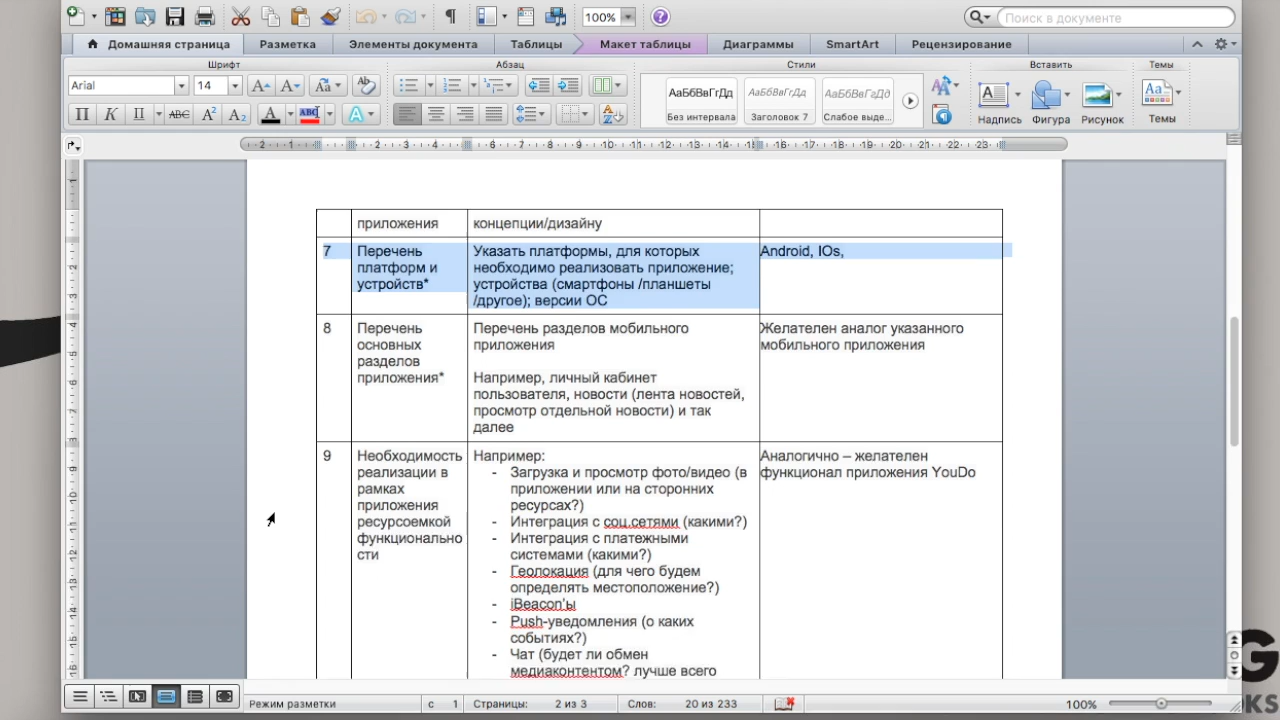 100%
Поиск в документе
Домашняя страница
Разметка
Элементы документа
Таблицы
Макет таблицы
Диаграммы
SmartArt
Рецензирование
Шрифт
Абзац
Стили
Вставить
Темы
Arial
14
АаБбВвГгДд
АаБбВвГгДд
АаБбВвГгДд
Без интервала
Заголовок 7
Слабое выде...
Надпись
Фигура
Рисунок
Темы
приложения
концепции/дизайну
7
Перечень
платформ и
устройств*
Указать платформы, для которых
необходимо реализовать приложение;
устройства (смартфоны /планшеты
/другое); версии ОС
Android, IOs,
8
Перечень
основных
разделов
приложения*
Перечень разделов мобильного
приложения
Например, личный кабинет
пользователя, новости (лента новостей,
просмотр отдельной новости) и так
далее
Желателен аналог указанного
мобильного приложения
9
Необходимость
реализации в
рамках
приложения
ресурсоемкой
функционально
сти
Например:
- Загрузка и просмотр фото/видео (в
приложении или на сторонних
ресурсах?)
- Интеграция с соц.сетями (какими?)
- Интеграция с платежными
системами (какими?)
- Геолокация (для чего будем
определять местоположение?)
- iBeacon'ы
- Push-уведомления (о каких
событиях?)
- Чат (будет ли обмен
медиаконтентом? лучше всего
Аналогично – желателен
функционал приложения YouDo
Режим разметки
с 1
Страницы: 2 из 3
Слов: 20 из 233
100%